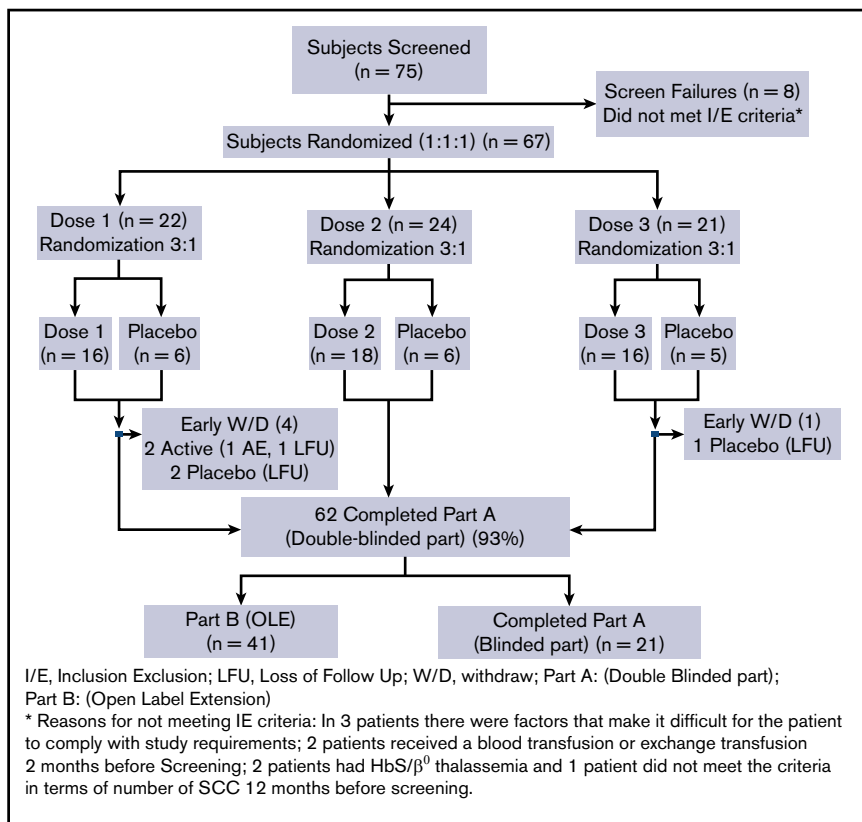 Subjects Screened
(n = 75)
Screen Failures (n = 8)
Did not met I/E criteria*
Subjects Randomized (1:1:1) (n = 67)
Dose 1 (n = 22)
Randomization 3:1
Dose 2 (n = 24)
Randomization 3:1
Dose 3 (n = 21)
Randomization 3:1
Dose 1
(n = 16)
Placebo
(n = 6)
Dose 2
(n = 18)
Placebo
(n = 6)
Dose 3
(n = 16)
Placebo
(n = 5)
Early W/D (4)
2 Active (1 AE, 1 LFU)
2 Placebo (LFU)
Early W/D (1)
1 Placebo (LFU)
62 Completed Part A
(Double-blinded part) (93%)
Part B (OLE)
(n = 41)
Completed Part A
(Blinded part) (n = 21)
I/E, Inclusion Exclusion; LFU, Loss of Follow Up; W/D, withdraw; Part A: (Double Blinded part);
Part B: (Open Label Extension)
* Reasons for not meeting IE criteria: In 3 patients there were factors that make it difficult for the patient
to comply with study requirements; 2 patients received a blood transfusion or exchange transfusion
2 months before Screening; 2 patients had HbS/β⁰ thalassemia and 1 patient did not meet the criteria
in terms of number of SCC 12 months before screening.